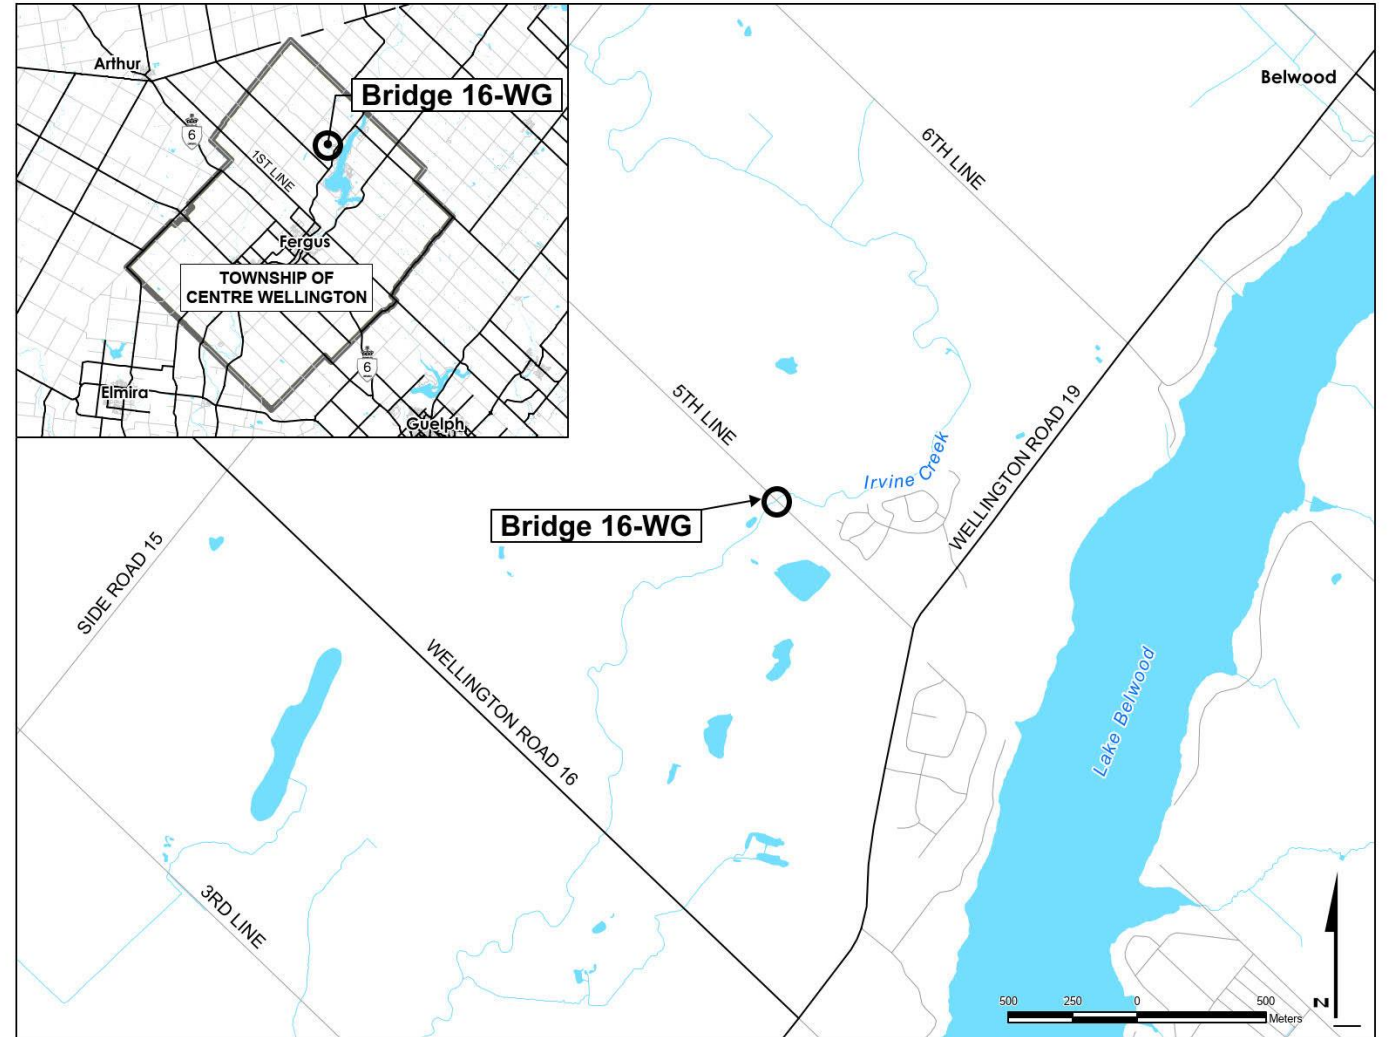 Arthur
Bridge 16-WG
6
1ST LINE
Fergus
TOWNSHIP OF
CENTRE WELLINGTON
6
Elmira
Guelph
Belwood
6TH LINE
5TH LINE
WELLINGTON ROAD 19
Irvine Creek
Bridge 16-WG
SIDE ROAD 15
WELLINGTON ROAD 16
Lake Belwood
3RD LINE
500 250 0 500
Meters
N